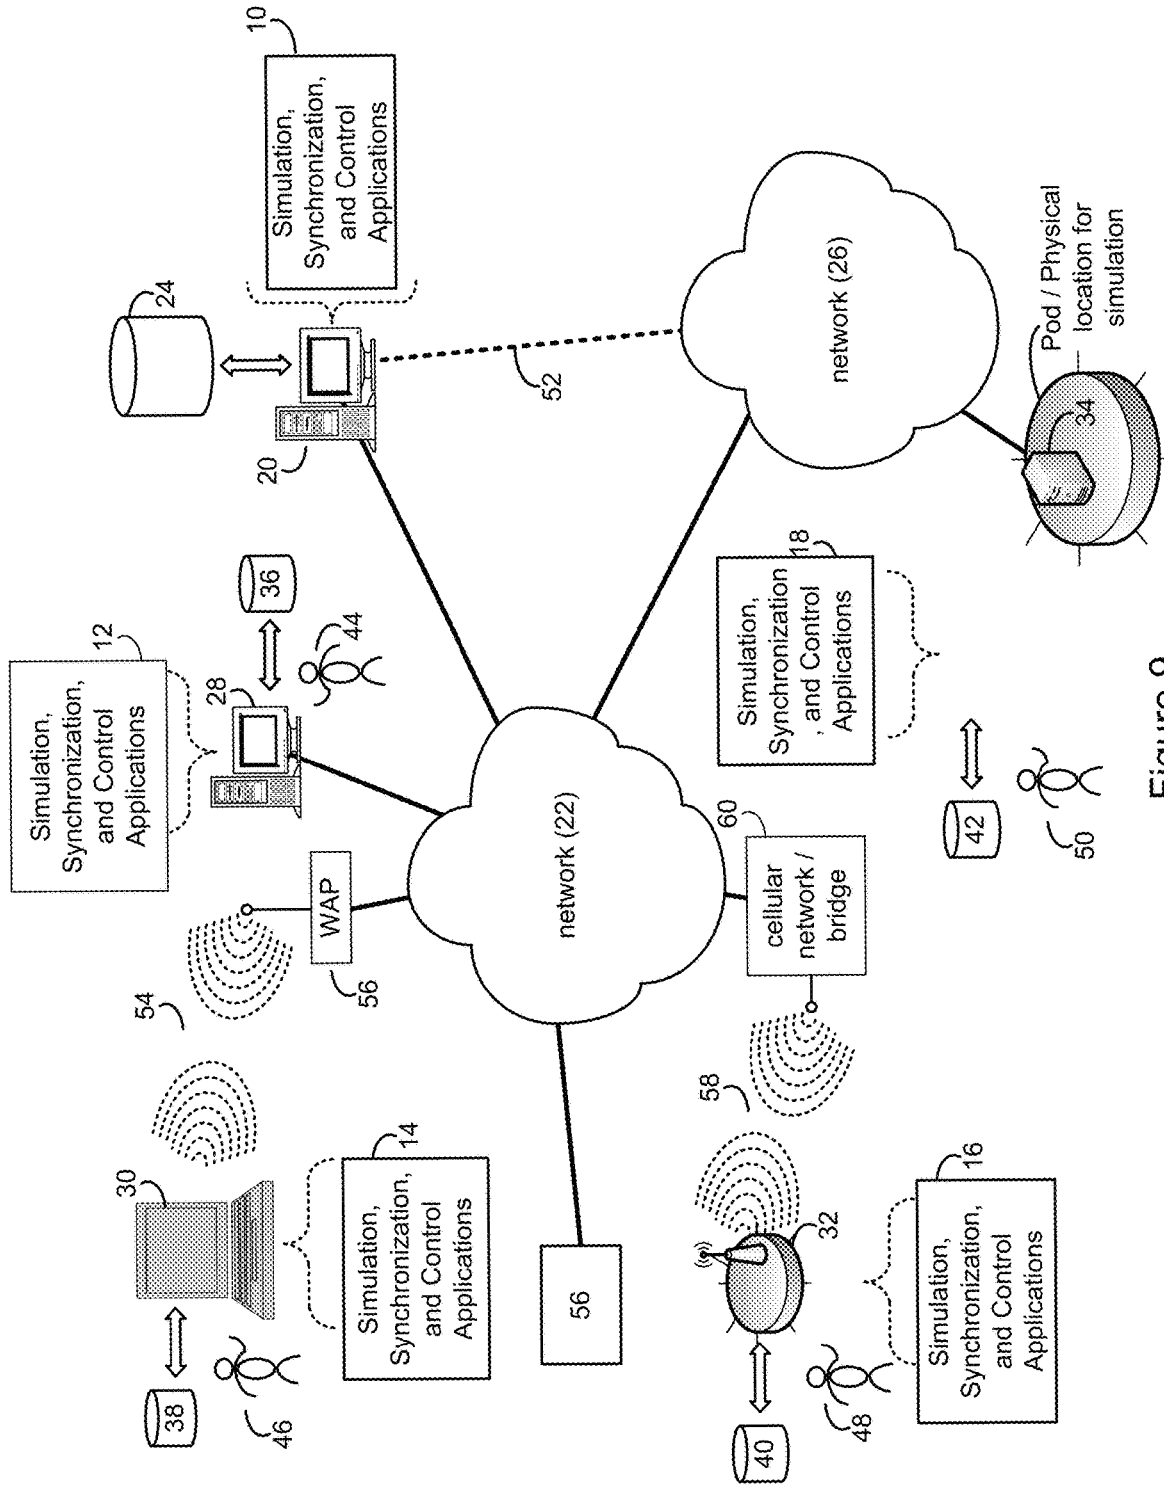 38
46
30
Simulation,
Synchronization,
and Control
Applications
14
54
56
WAP
Simulation,
Synchronization,
and Control
Applications
12
28
36
44
24
20
Simulation,
Synchronization,
and Control
Applications
10
52
56
network (22)
network (26)
40
48
32
Simulation,
Synchronization,
and Control
Applications
16
58
cellular
network /
bridge
60
Simulation,
Synchronization
, and Control
Applications
18
42
50
34
Pod / Physical
location for
simulation
Figure 9